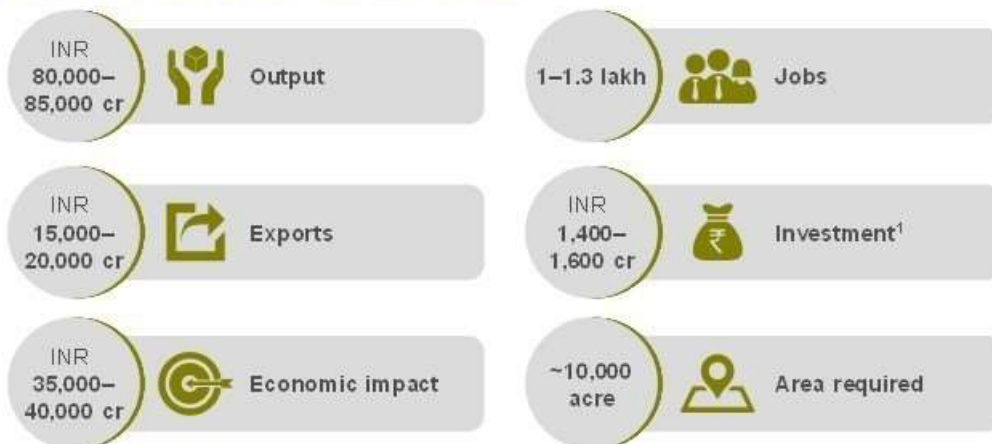 INR
80,000–
85,000 cr
Output
1–1.3 lakh
Jobs
INR
15,000–
20,000 cr
Exports
INR
1,400–
1,600 cr
₹
Investment¹
INR
35,000–
40,000 cr
Economic impact
~10,000
acre
Area required